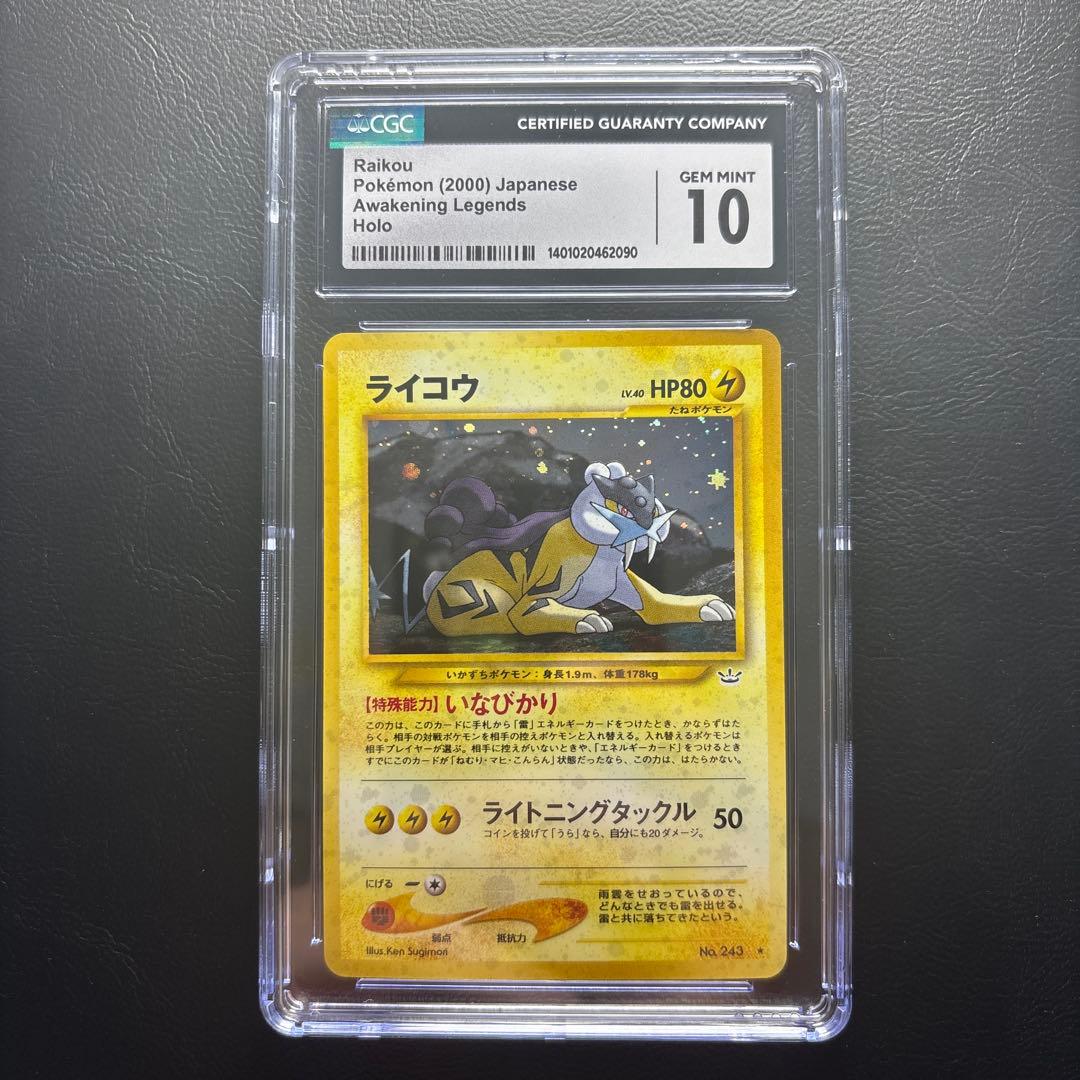 CGC
CERTIFIED GUARANTY COMPANY
Raikou
Pokémon (2000) Japanese
Awakening Legends
Holo
GEM MINT
10
1401020462090
ライコウ
LV.40 HP80
たねポケモン
いかずちポケモン:身長1.9m、体重178kg
【特殊能力】いなびかり
この力は、このカードに手札から「雷」エネルギーカードをつけたとき、かならずはた
らく。相手の対戦ポケモンを相手の控えポケモンと入れ替える。入れ替えるポケモンは
相手プレイヤーが選ぶ。相手に控えがいないときや、「エネルギーカード」をつけるとき
すでにこのカードが「ねむり・マヒ・こんらん」状態だったなら、この力は、はたらかない。
ライトニングタックル 50
コインを投げて「うら」なら、自分にも20ダメージ。
にげる
弱点
抵抗力
雨雲をせおっているので、
どんなときでも雷を出せる。
雷と共に落ちてきたという。
Illus.Ken Sugimori
No. 243 ★